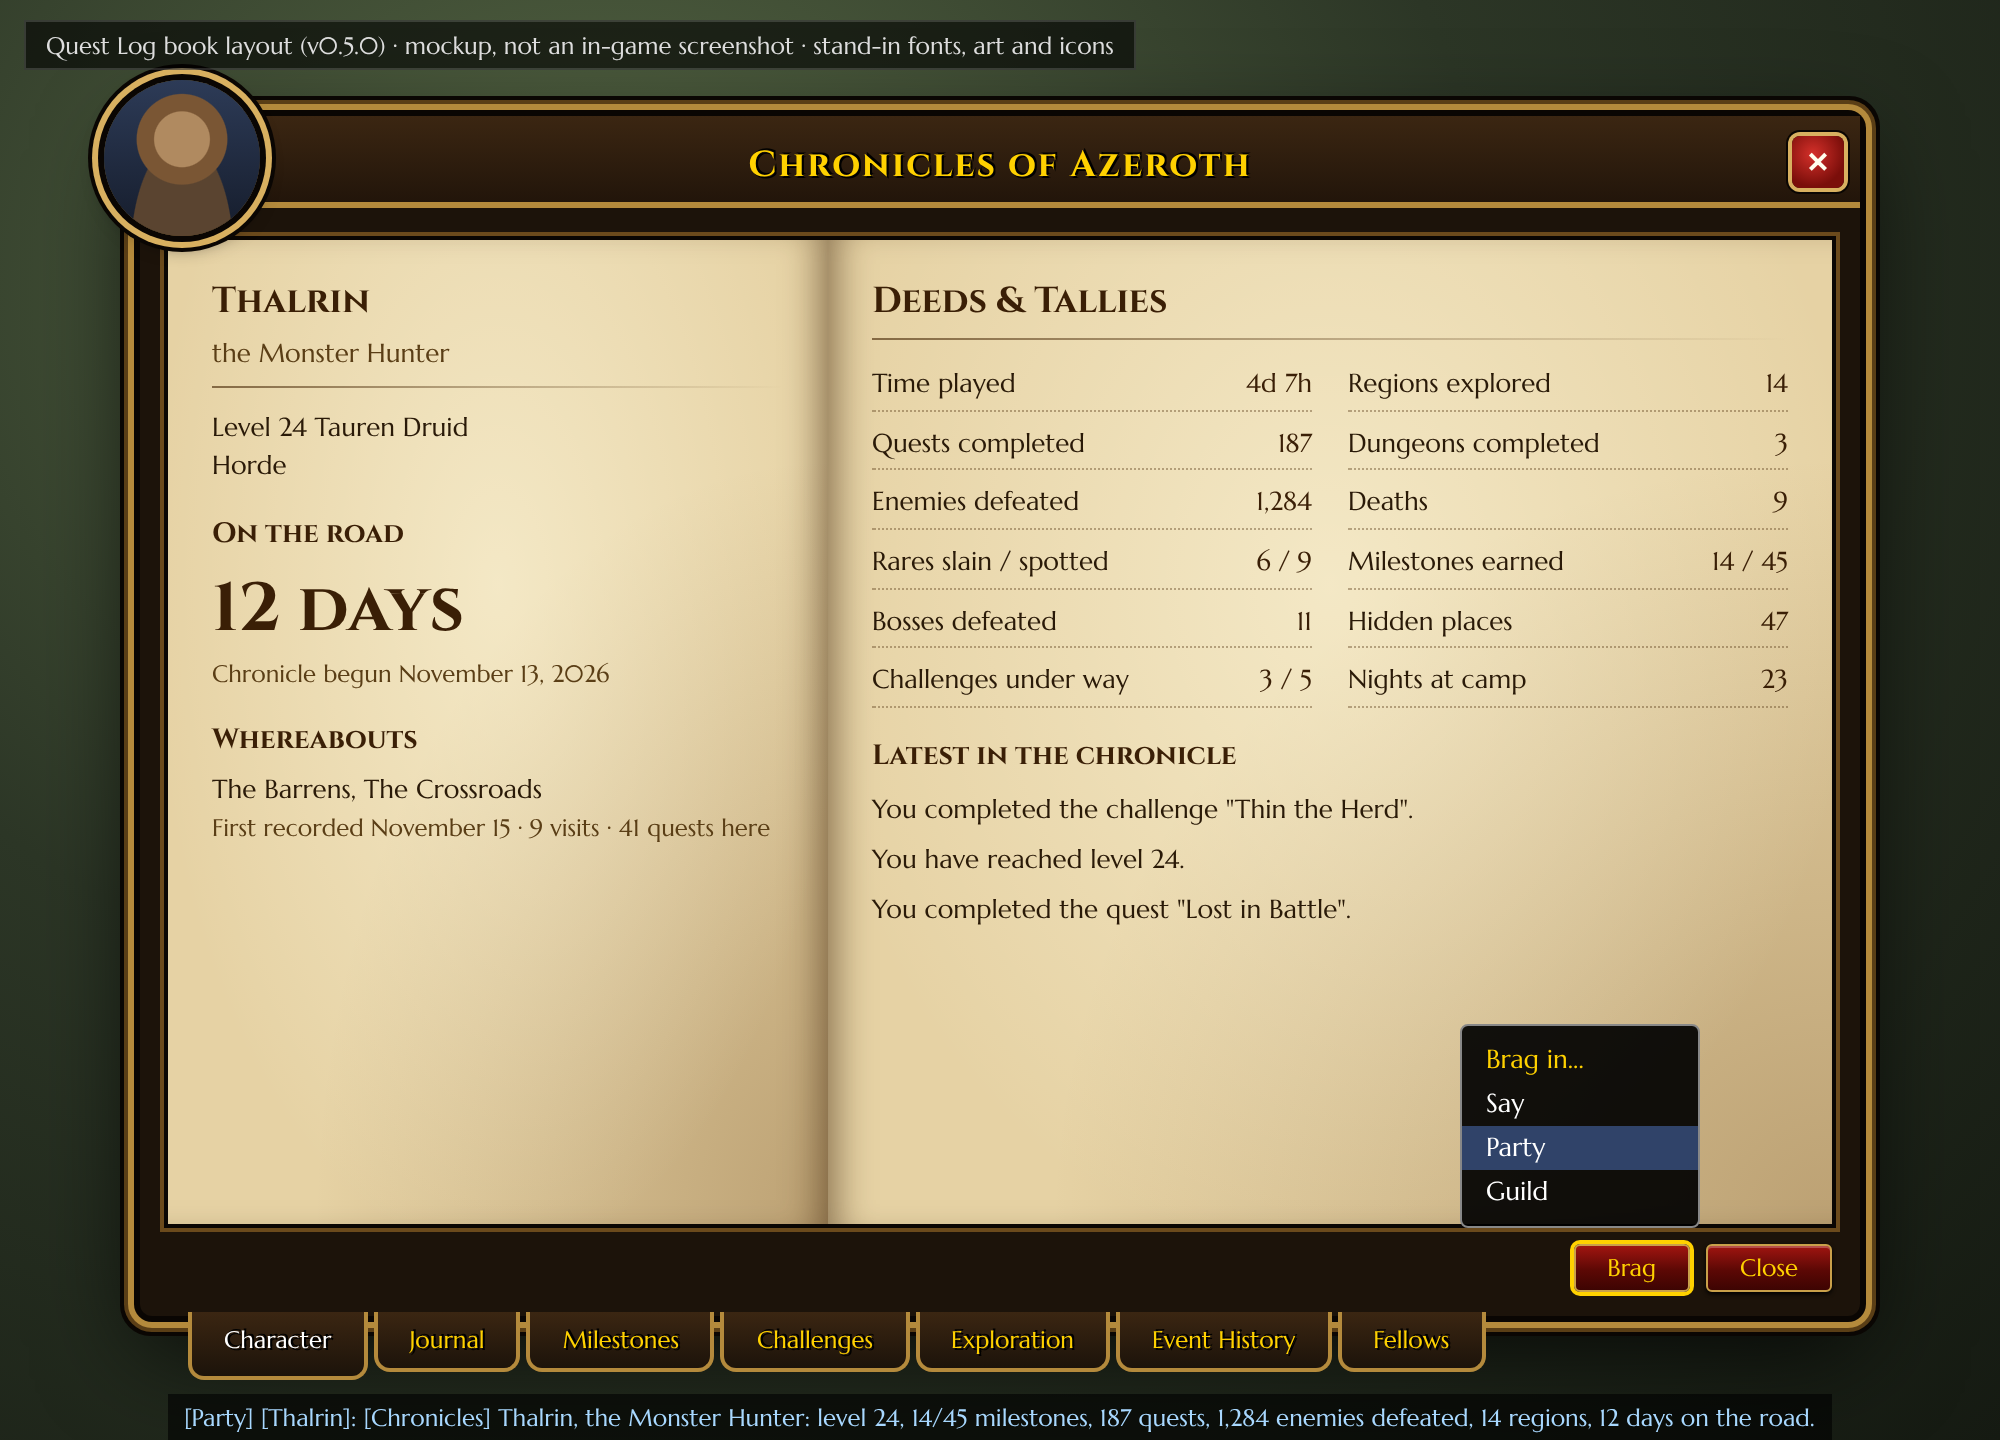 Quest Log book layout (v0.5.0) · mockup, not an in-game screenshot · stand-in fonts, art and icons
Chronicles of Azeroth
×
Thalrin
the Monster Hunter
Level 24 Tauren Druid
Horde
On the road
12 days
Chronicle begun November 13, 2026
Whereabouts
The Barrens, The Crossroads
First recorded November 15 · 9 visits · 41 quests here
Deeds & Tallies
Time played 4d 7h Regions explored 14
Quests completed 187 Dungeons completed 3
Enemies defeated 1,284 Deaths 9
Rares slain / spotted 6 / 9 Milestones earned 14 / 45
Bosses defeated 11 Hidden places 47
Challenges under way 3 / 5 Nights at camp 23
Latest in the chronicle
You completed the challenge "Thin the Herd".
You have reached level 24.
You completed the quest "Lost in Battle".
Brag in...
Say
Party
Guild
Brag Close
Character Journal Milestones Challenges Exploration Event History Fellows
[Party] [Thalrin]: [Chronicles] Thalrin, the Monster Hunter: level 24, 14/45 milestones, 187 quests, 1,284 enemies defeated, 14 regions, 12 days on the road.